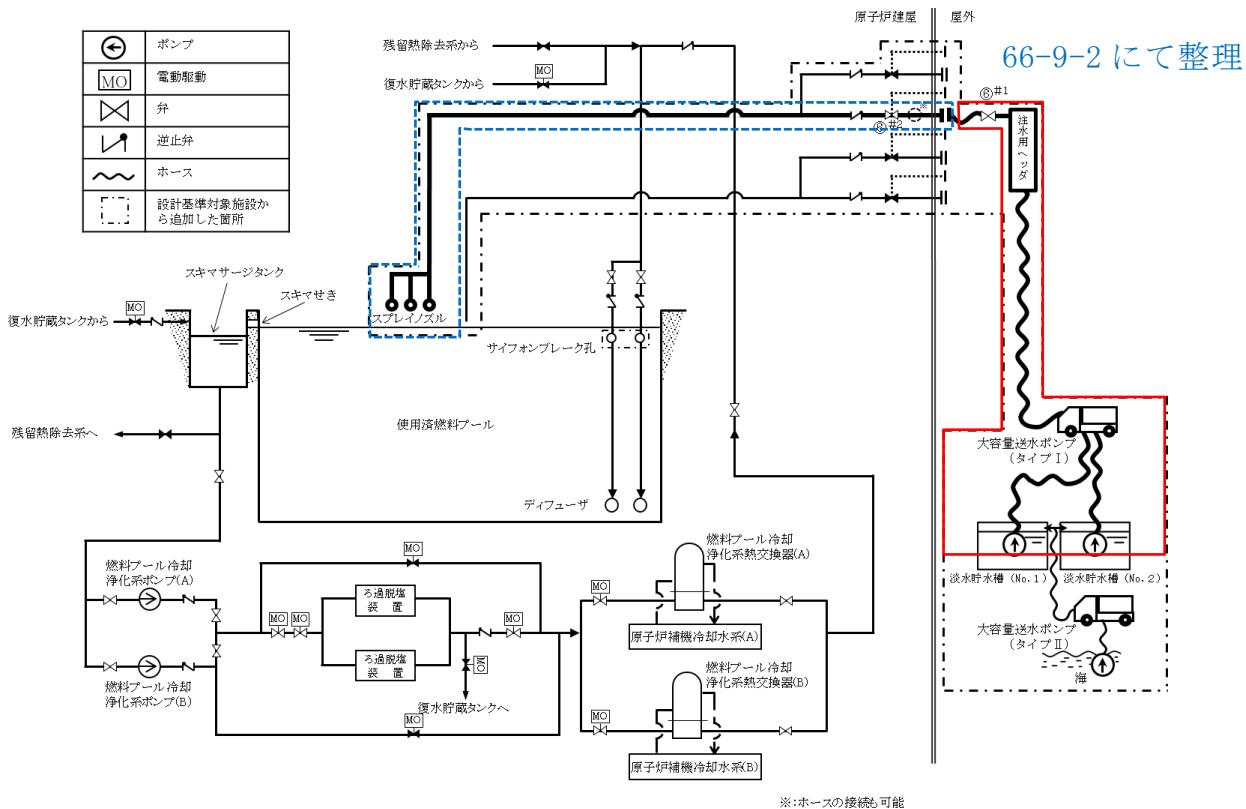 ポンプ
MO
電動駆動
弁
逆止弁
ホース
設計基準対象施設か
ら追加した箇所
残留熱除去系から
MO
復水貯蔵タンクから
原子炉建屋
屋外
66-9-2 にて整理
⑥#1
※
⑧#2
注水用ヘッダ
スキマサージタンク
スキマせき
MO
復水貯蔵タンクから
スプレイノズル
サイフォンブレーク孔
残留熱除去系へ
使用済燃料プール
ディフューザ
大容量送水ポンプ
(タイプⅠ)
淡水貯水槽 (No.1)
淡水貯水槽 (No.2)
大容量送水ポンプ
(タイプⅡ)
海
燃料プール冷却
浄化系ポンプ(A)
燃料プール冷却
浄化系ポンプ(B)
MO
MO
MO
ろ過脱塩
装 置
ろ過脱塩
装 置
MO
MO
復水貯蔵タンクへ
MO
燃料プール冷却
浄化系熱交換器(A)
MO
原子炉補機冷却水系(A)
燃料プール冷却
浄化系熱交換器(B)
MO
原子炉補機冷却水系(B)
※:ホースの接続も可能